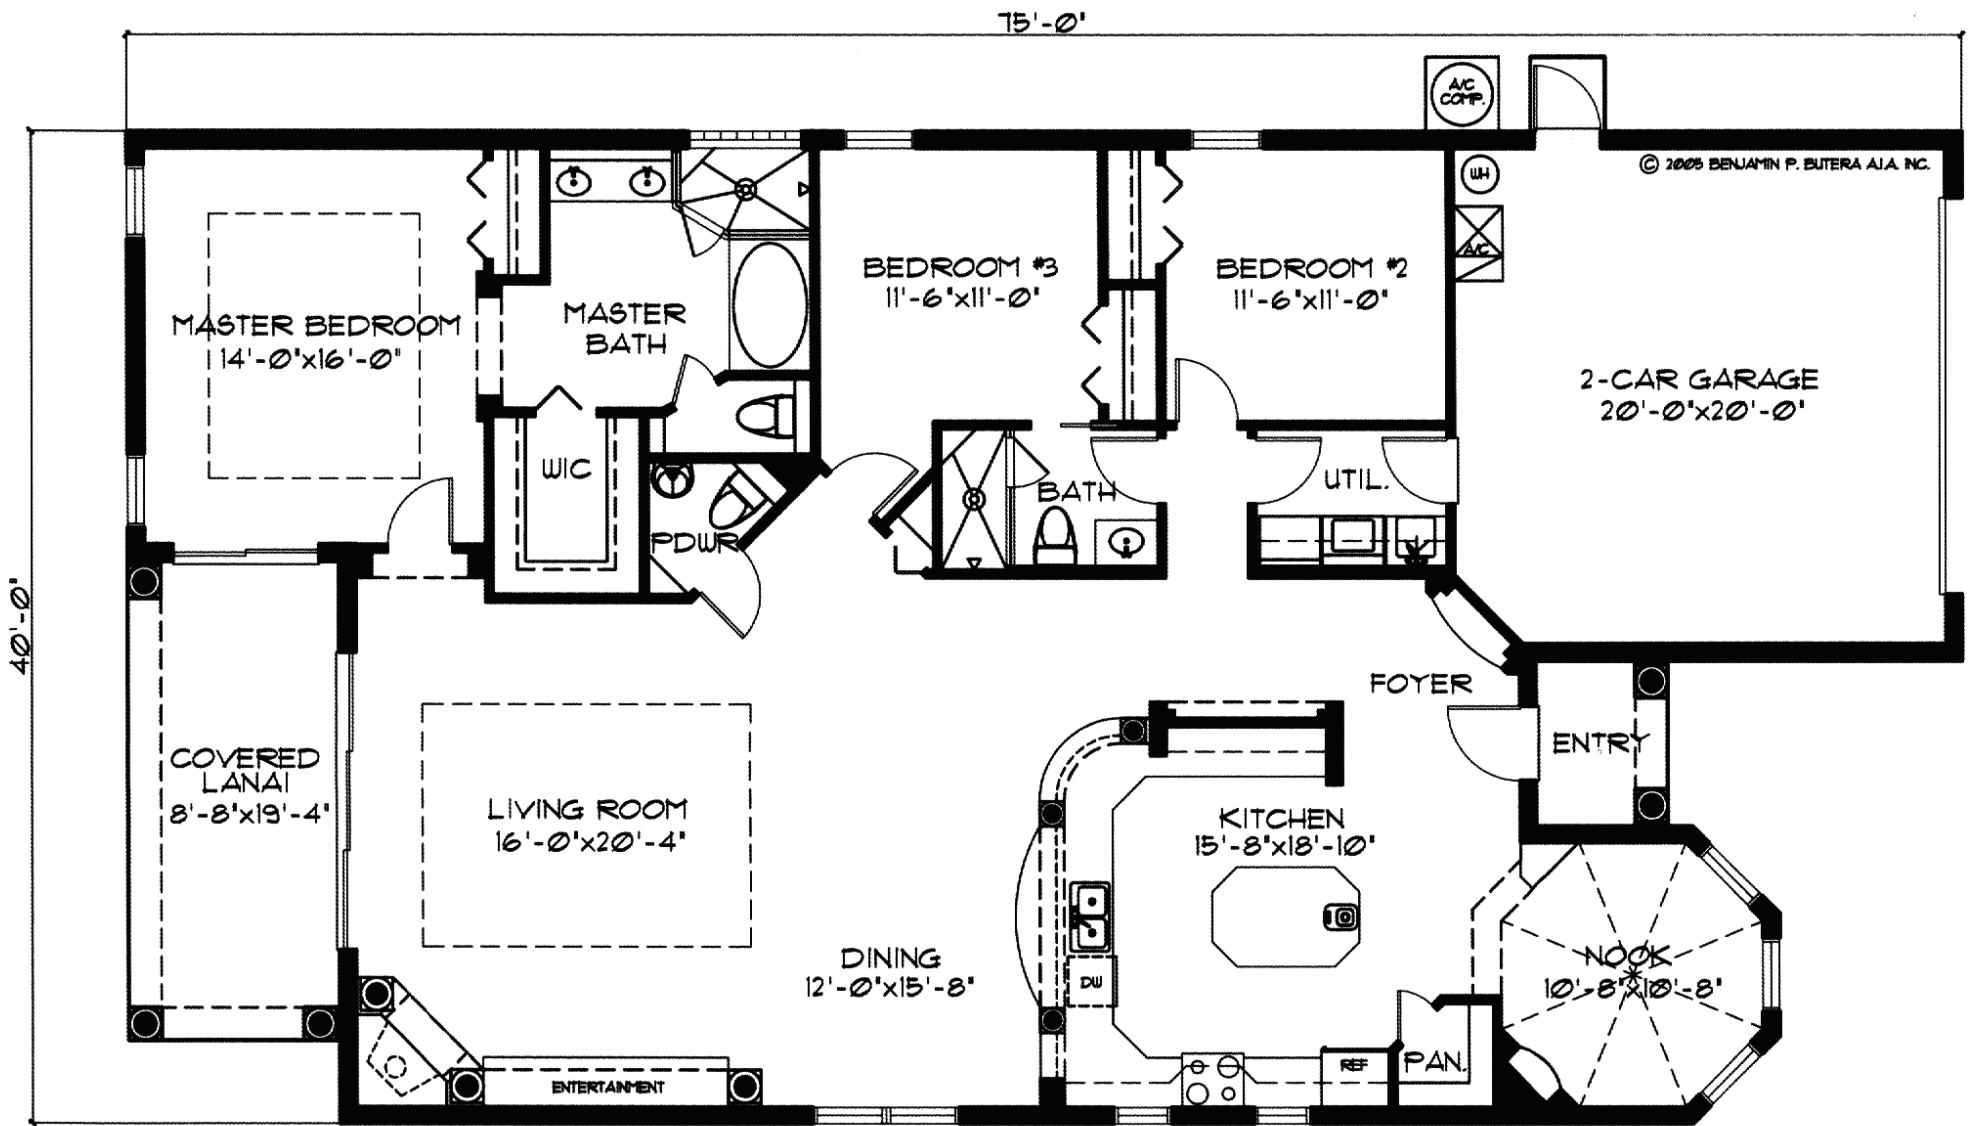 75'-0"
A/C
COMP.
© 2005 BENJAMIN P. BUTERA A.I.A. INC.
WH
A/C
BEDROOM #3
11'-6"x11'-0"
BEDROOM #2
11'-6"x11'-0"
MASTER BEDROOM
14'-0"x16'-0"
MASTER
BATH
2-CAR GARAGE
20'-0"x20'-0"
WIC
UTIL.
BATH
PDWR
40'-0"
FOYER
ENTRY
COVERED
LANAI
8'-8"x19'-4"
LIVING ROOM
16'-0"x20'-4"
KITCHEN
15'-8"x18'-10"
DINING
12'-0"x15'-8"
NOOK
10'-8"x10'-8"
DW
REF
PAN.
ENTERTAINMENT